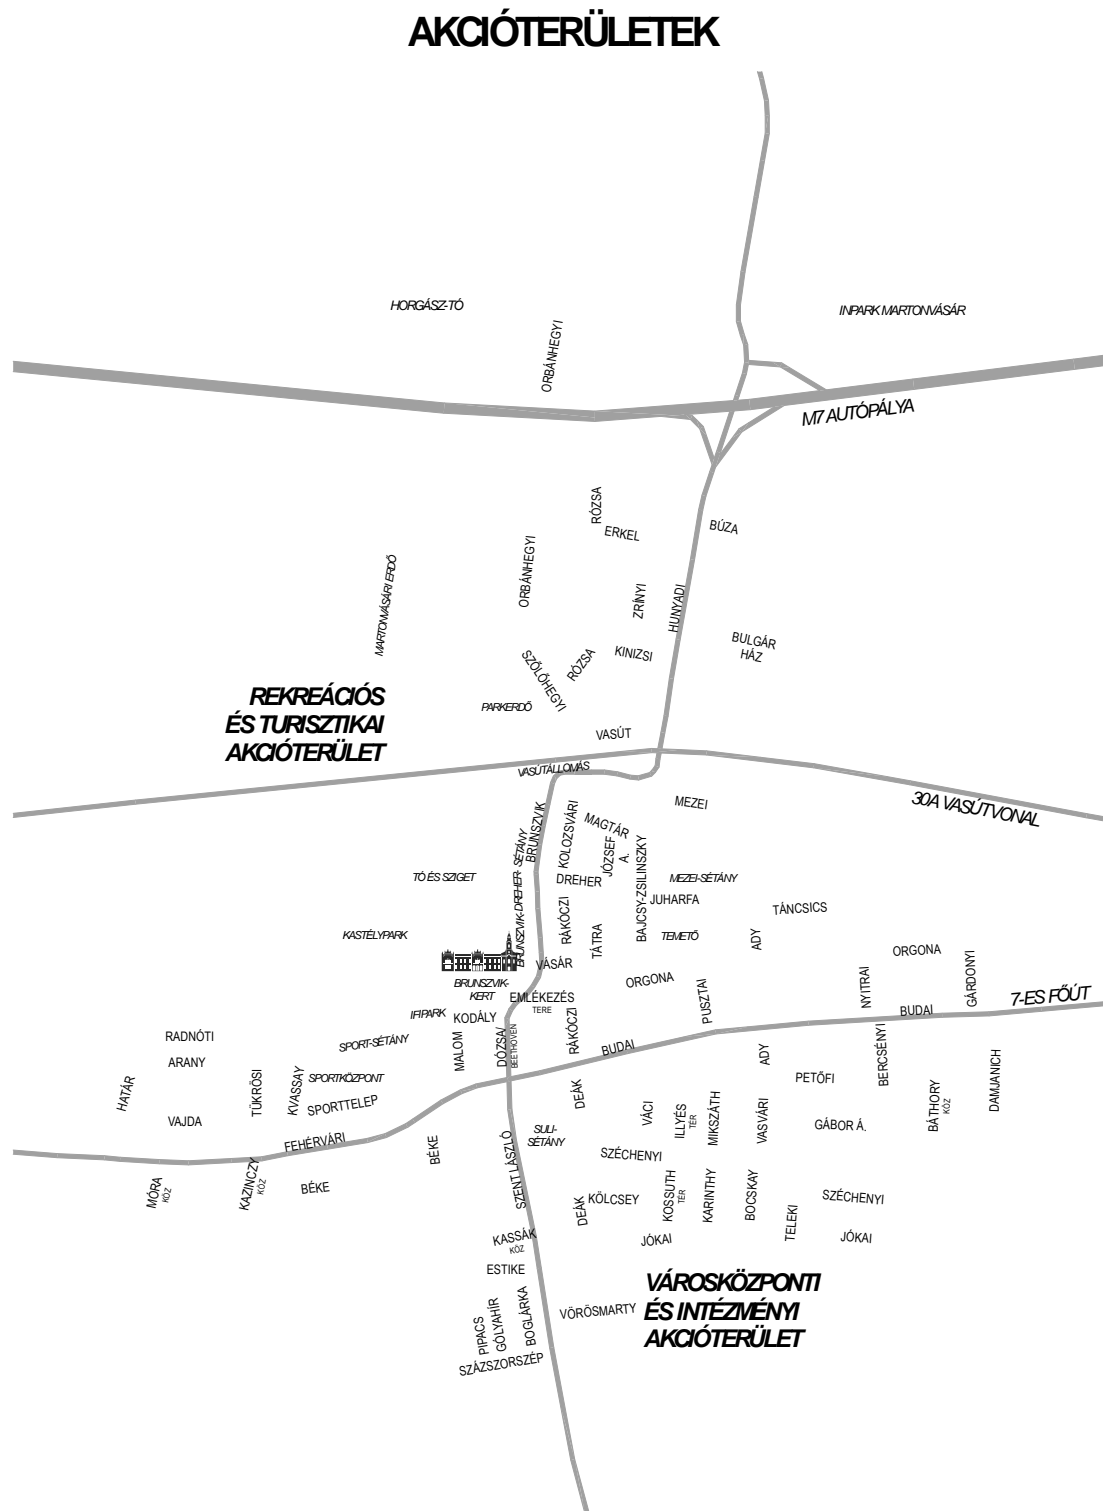 AKCIÓTERÜLETEK
HORGÁSZ-TÓ
INPARK MARTONVÁSÁR
ORBÁNHEGYI
M7 AUTÓPÁLYA
RÓZSA
ERKEL
BÚZA
ORBÁNHEGYI
MARTONVÁSÁRI ERDŐ
ZRÍNYI
HUNYADI
BULGÁR
HÁZ
KINIZSI
RÓZSA
SZŐLŐHEGYI
REKREÁCIÓS
ÉS TURISZTIKAI
AKCIÓTERÜLET
PARKERDŐ
VASÚT
VASÚTÁLLOMÁS
30A VASÚTVONAL
MEZEI
BRUNSZVIK
KOLOZSVÁRI
MAGTÁR
JÓZSEF
A.
BAJCSY-ZSILINSZKY
BRUNSZVIK-DREHER- SÉTÁNY
TÓ ÉS SZIGET
DREHER
MEZEI-SÉTÁNY
JUHARFA
TÁNCSICS
RÁKÓCZI
TÁTRA
TEMETŐ
ADY
KASTÉLYPARK
ORGONA
VÁSÁR
BRUNSZVIK-
KERT
EMLÉKEZÉS
TERE
ORGONA
PUSZTAI
NYITRAI
GÁRDONYI
7-ES FŐÚT
BUDAI
IFIPARK
KODÁLY
RADNÓTI
ARANY
SPORT-SÉTÁNY
MALOM
DÓZSA/
BEETHOVEN
RÁKÓCZI
BUDAI
ADY
BERCSÉNYI
PETŐFI
DAMJANICH
HATÁR
TÜKRÖSI
KVASSAY
SPORTKÖZPONT
SPORTTELEP
DEÁK
VÁCI
ILLYÉS
TÉR
MIKSZÁTH
VASVÁRI
GÁBOR Á.
BÁTHORY
KÖZ
VAJDA
FEHÉRVÁRI
BÉKE
SULI-
SÉTÁNY
SZENT LÁSZLÓ
SZÉCHENYI
MÓRA
KÖZ
KAZINCZY
KÖZ
BÉKE
DEÁK
KÖLCSEY
KOSSUTH
TÉR
KARINTHY
BOCSKAY
TELEKI
SZÉCHENYI
KASSÁK
KÖZ
JÓKAI
JÓKAI
ESTIKE
VÁROSKÖZPONTI
ÉS INTÉZMÉNYI
AKCIÓTERÜLET
PIPACS
GÓLYAHÍR
BOGLÁRKA
VÖRÖSMARTY
SZÁZSZORSZÉP